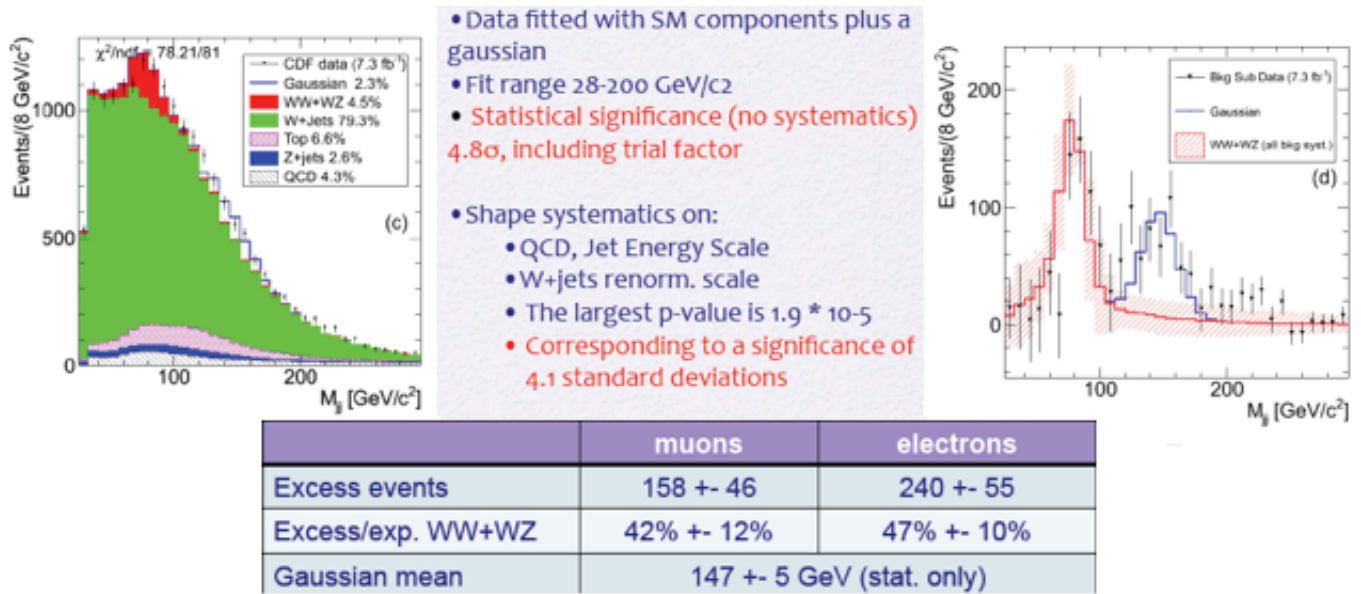 Events/(8 GeV/c²)
1000
500
0
100
200
M_jj [GeV/c²]
χ²/ndf = 78.21/81
CDF data (7.3 fb⁻¹)
Gaussian 2.3%
WW+WZ 4.5%
W+Jets 79.3%
Top 6.6%
Z+jets 2.6%
QCD 4.3%
(c)
•Data fitted with SM components plus a
gaussian
•Fit range 28-200 GeV/c2
• Statistical significance (no systematics)
4.8σ, including trial factor
•Shape systematics on:
•QCD, Jet Energy Scale
•W+jets renorm. scale
•The largest p-value is 1.9 * 10-5
•Corresponding to a significance of
4.1 standard deviations
Events/(8 GeV/c²)
200
100
0
100
200
M_jj [GeV/c²]
Bkg Sub Data (7.3 fb⁻¹)
Gaussian
WW+WZ (all bkg syst.)
(d)
muons electrons
Excess events 158 +- 46 240 +- 55
Excess/exp. WW+WZ 42% +- 12% 47% +- 10%
Gaussian mean 147 +- 5 GeV (stat. only)